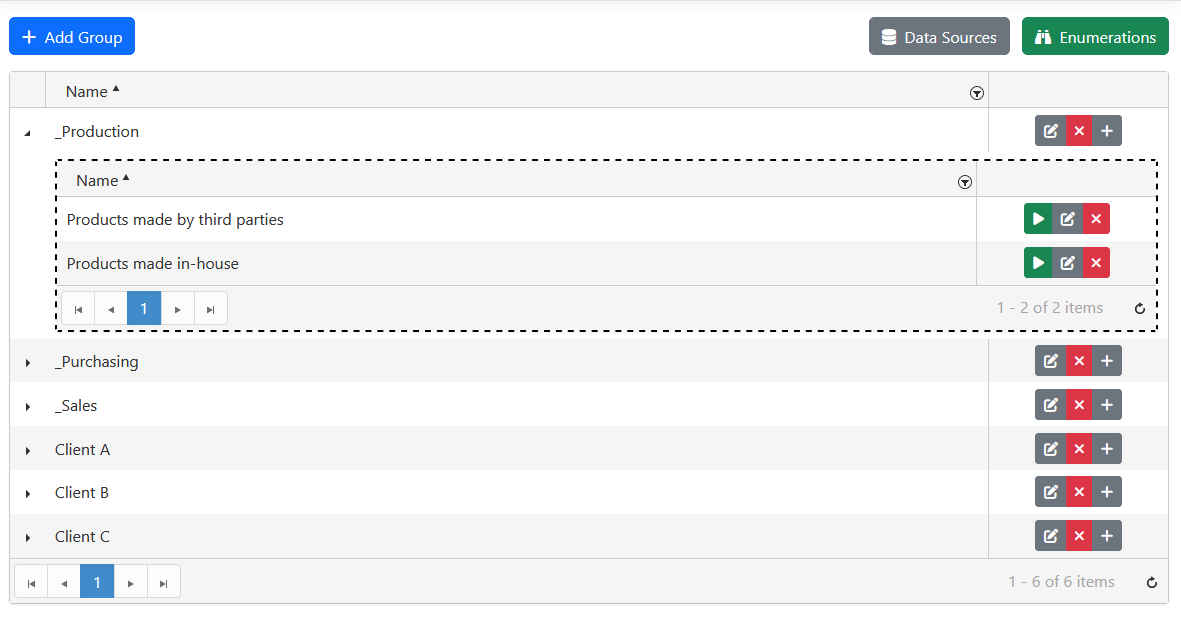 Add Group Data Sources Enumerations
Name
_Production
Name
Products made by third parties
Products made in-house
1 1 - 2 of 2 items
_Purchasing
_Sales
Client A
Client B
Client C
1 1 - 6 of 6 items